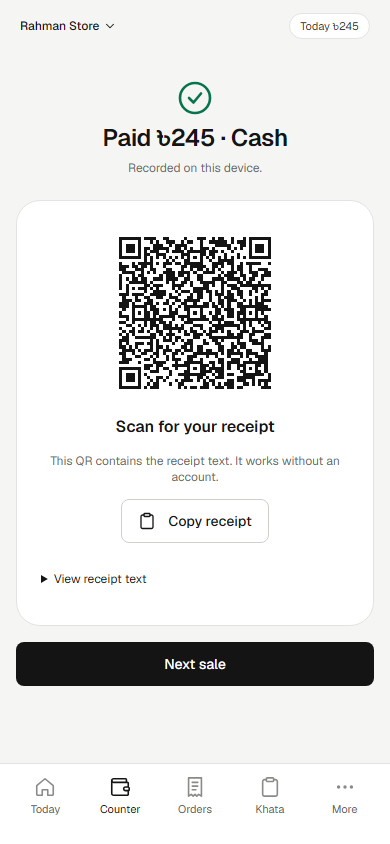 Rahman Store
Today ৳245
Paid ৳245 · Cash
Recorded on this device.
Scan for your receipt
This QR contains the receipt text. It works without an
account.
Copy receipt
View receipt text
Next sale
Today
Counter
Orders
Khata
More